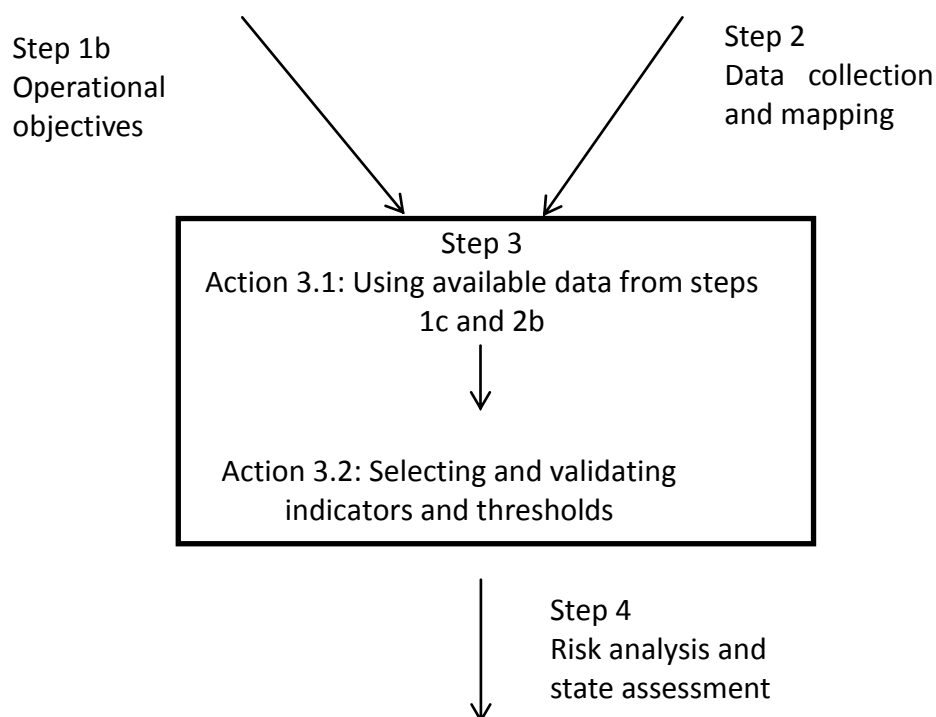 Step 1b
Operational
objectives
Step 2
Data collection
and mapping
Step 3
Action 3.1: Using available data from steps
1c and 2b
Action 3.2: Selecting and validating
indicators and thresholds
Step 4
Risk analysis and
state assessment